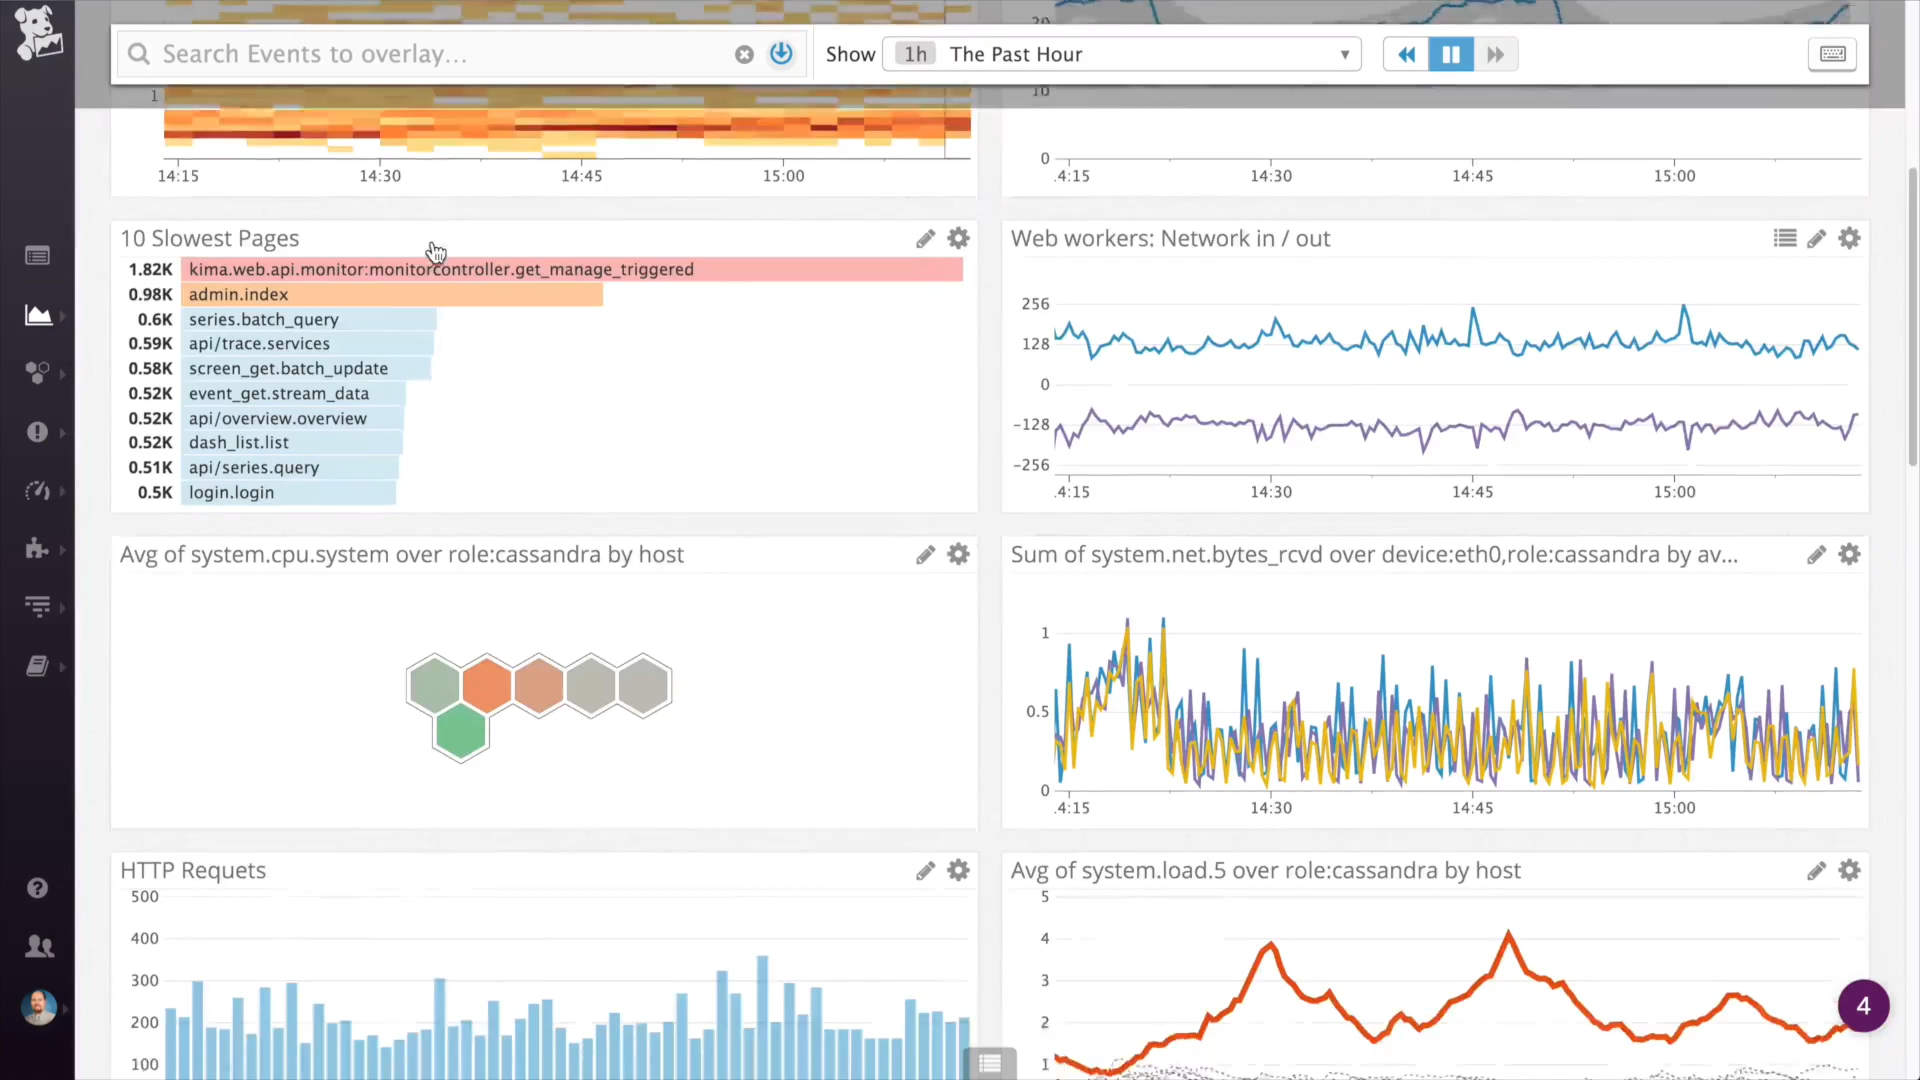 Search Events to overlay...
Show 1h The Past Hour
20
1
10
0
14:15 14:30 14:45 15:00
.4:15 14:30 14:45 15:00
10 Slowest Pages
1.82K kima.web.api.monitor:monitorcontroller.get_manage_triggered
0.98K admin.index
0.6K series.batch_query
0.59K api/trace.services
0.58K screen_get.batch_update
0.52K event_get.stream_data
0.52K api/overview.overview
0.52K dash_list.list
0.51K api/series.query
0.5K login.login
Web workers: Network in / out
256
128
0
-128
-256
.4:15 14:30 14:45 15:00
Avg of system.cpu.system over role:cassandra by host
Sum of system.net.bytes_rcvd over device:eth0,role:cassandra by av...
1
0.5
0
.4:15 14:30 14:45 15:00
HTTP Requets
500
400
300
200
100
Avg of system.load.5 over role:cassandra by host
5
4
3
2
1
4